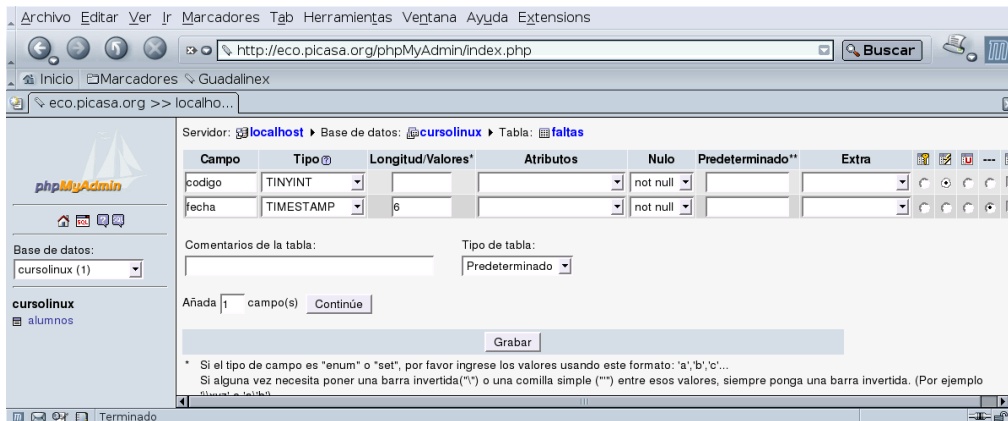 Archivo Editar Ver Ir Marcadores Tab Herramientas Ventana Ayuda Extensions
http://eco.picasa.org/phpMyAdmin/index.php Buscar
Inicio Marcadores Guadalinex
eco.picasa.org >> localho...
phpMyAdmin
SQL
Base de datos:
cursolinux (1)
cursolinux
alumnos
Servidor: localhost Base de datos: cursolinux Tabla: faltas
Campo Tipo Longitud/Valores* Atributos Nulo Predeterminado** Extra ---
codigo TINYINT not null
fecha TIMESTAMP 6 not null
Comentarios de la tabla: Tipo de tabla:
Predeterminado
Añada 1 campo(s) Continúe
Grabar
* Si el tipo de campo es "enum" o "set", por favor ingrese los valores usando este formato: 'a','b','c'...
Si alguna vez necesita poner una barra invertida("\") o una comilla simple ("'") entre esos valores, siempre ponga una barra invertida. (Por ejemplo
Terminado